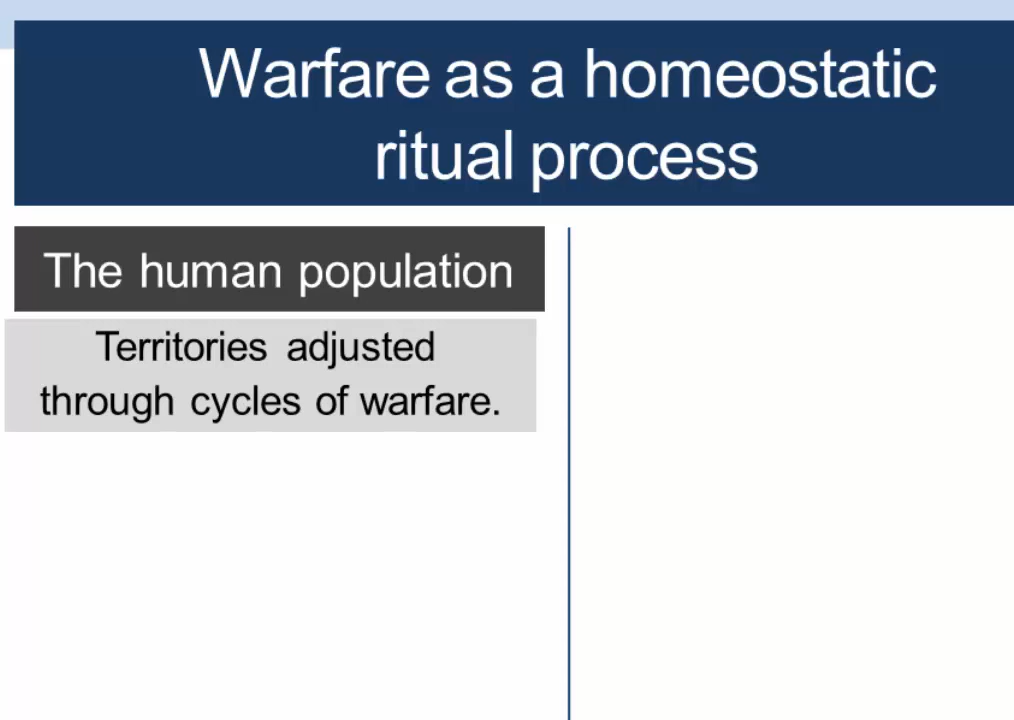 Warfare as a homeostatic
ritual process
The human population
Territories adjusted
through cycles of warfare.